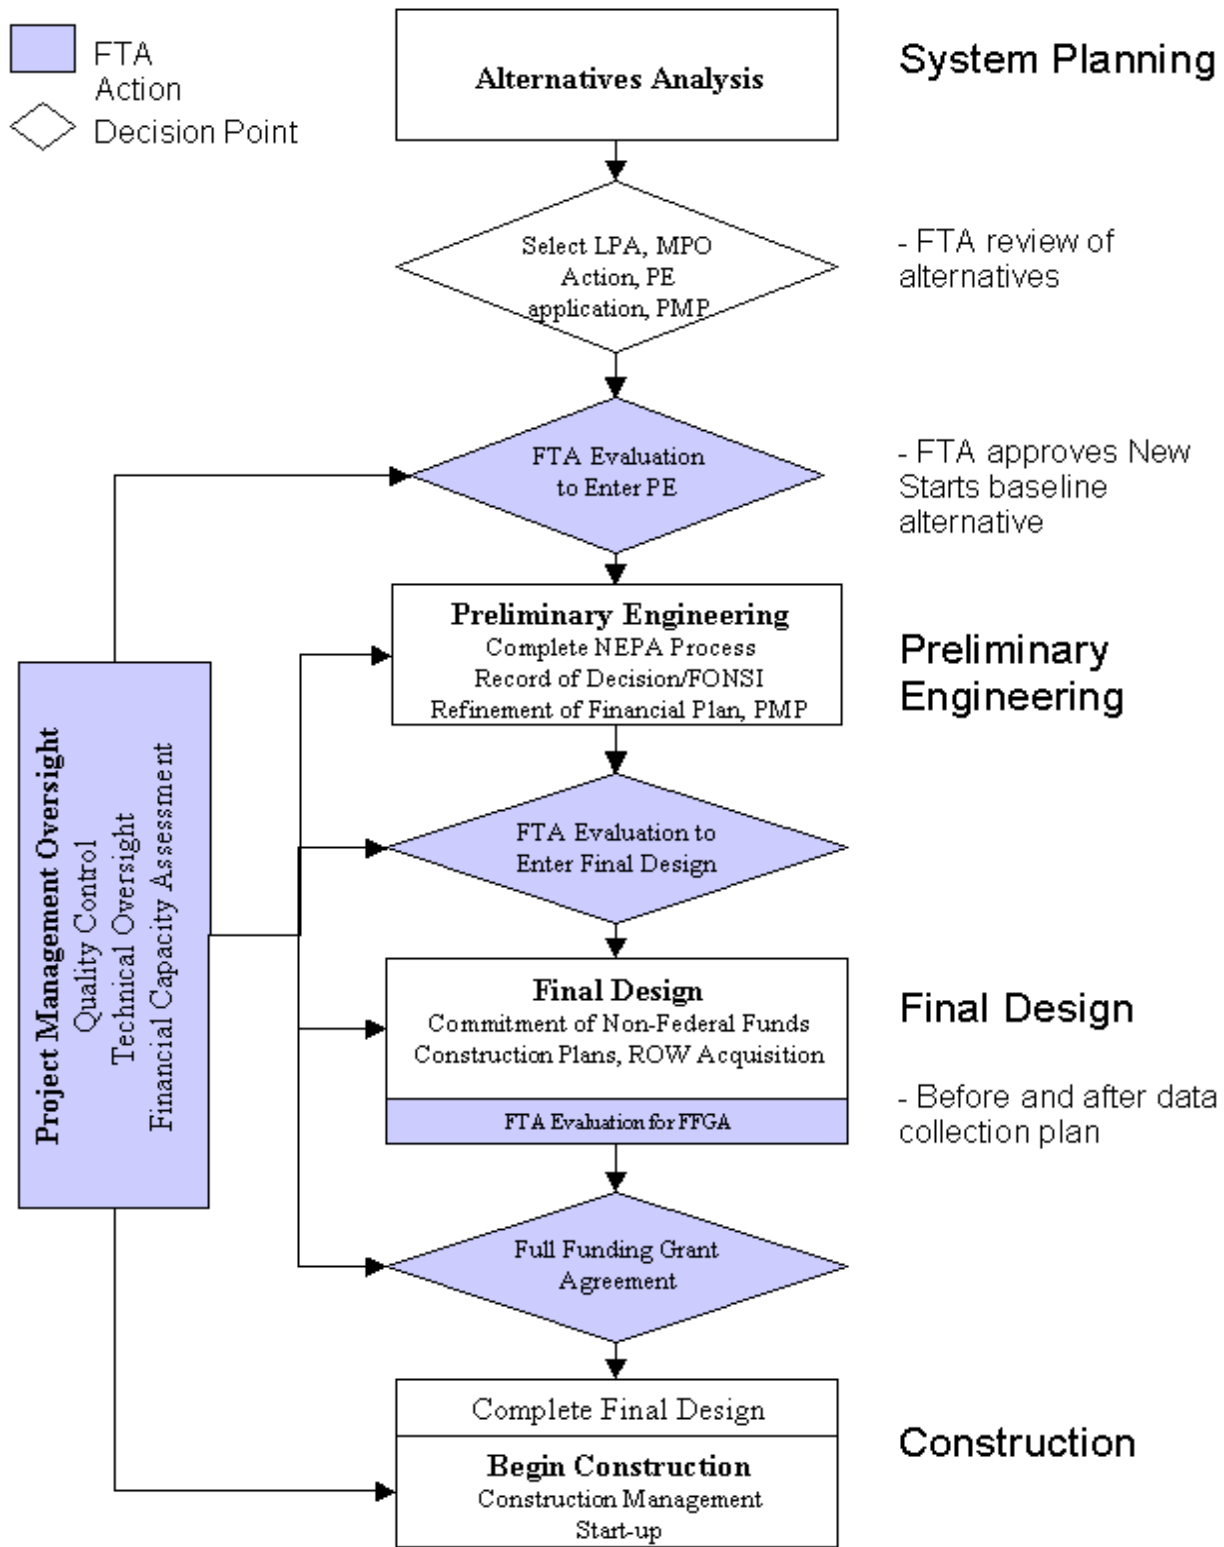 FTA
Action
Decision Point
Alternatives Analysis
System Planning
Select LPA, MPO
Action, PE
application, PMP
- FTA review of
alternatives
FTA Evaluation
to Enter PE
- FTA approves New
Starts baseline
alternative
Preliminary Engineering
Complete NEPA Process
Record of Decision/FONSI
Refinement of Financial Plan, PMP
Preliminary
Engineering
Project Management Oversight
Quality Control
Technical Oversight
Financial Capacity Assessment
FTA Evaluation to
Enter Final Design
Final Design
Commitment of Non-Federal Funds
Construction Plans, ROW Acquisition
FTA Evaluation for FFGA
Final Design
- Before and after data
collection plan
Full Funding Grant
Agreement
Complete Final Design
Begin Construction
Construction Management
Start-up
Construction